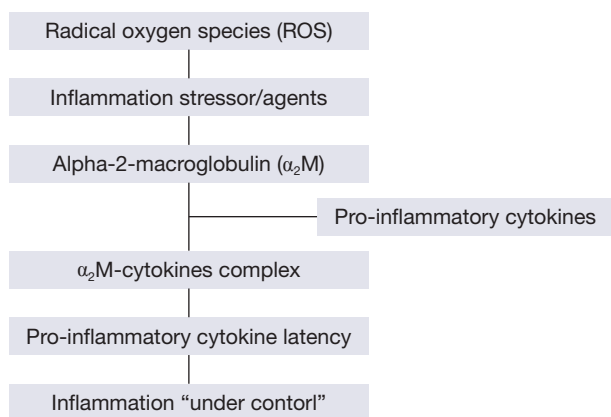 Radical oxygen species (ROS)
Inflammation stressor/agents
Alpha-2-macroglobulin (α₂M)
Pro-inflammatory cytokines
α₂M-cytokines complex
Pro-inflammatory cytokine latency
Inflammation “under contorl”